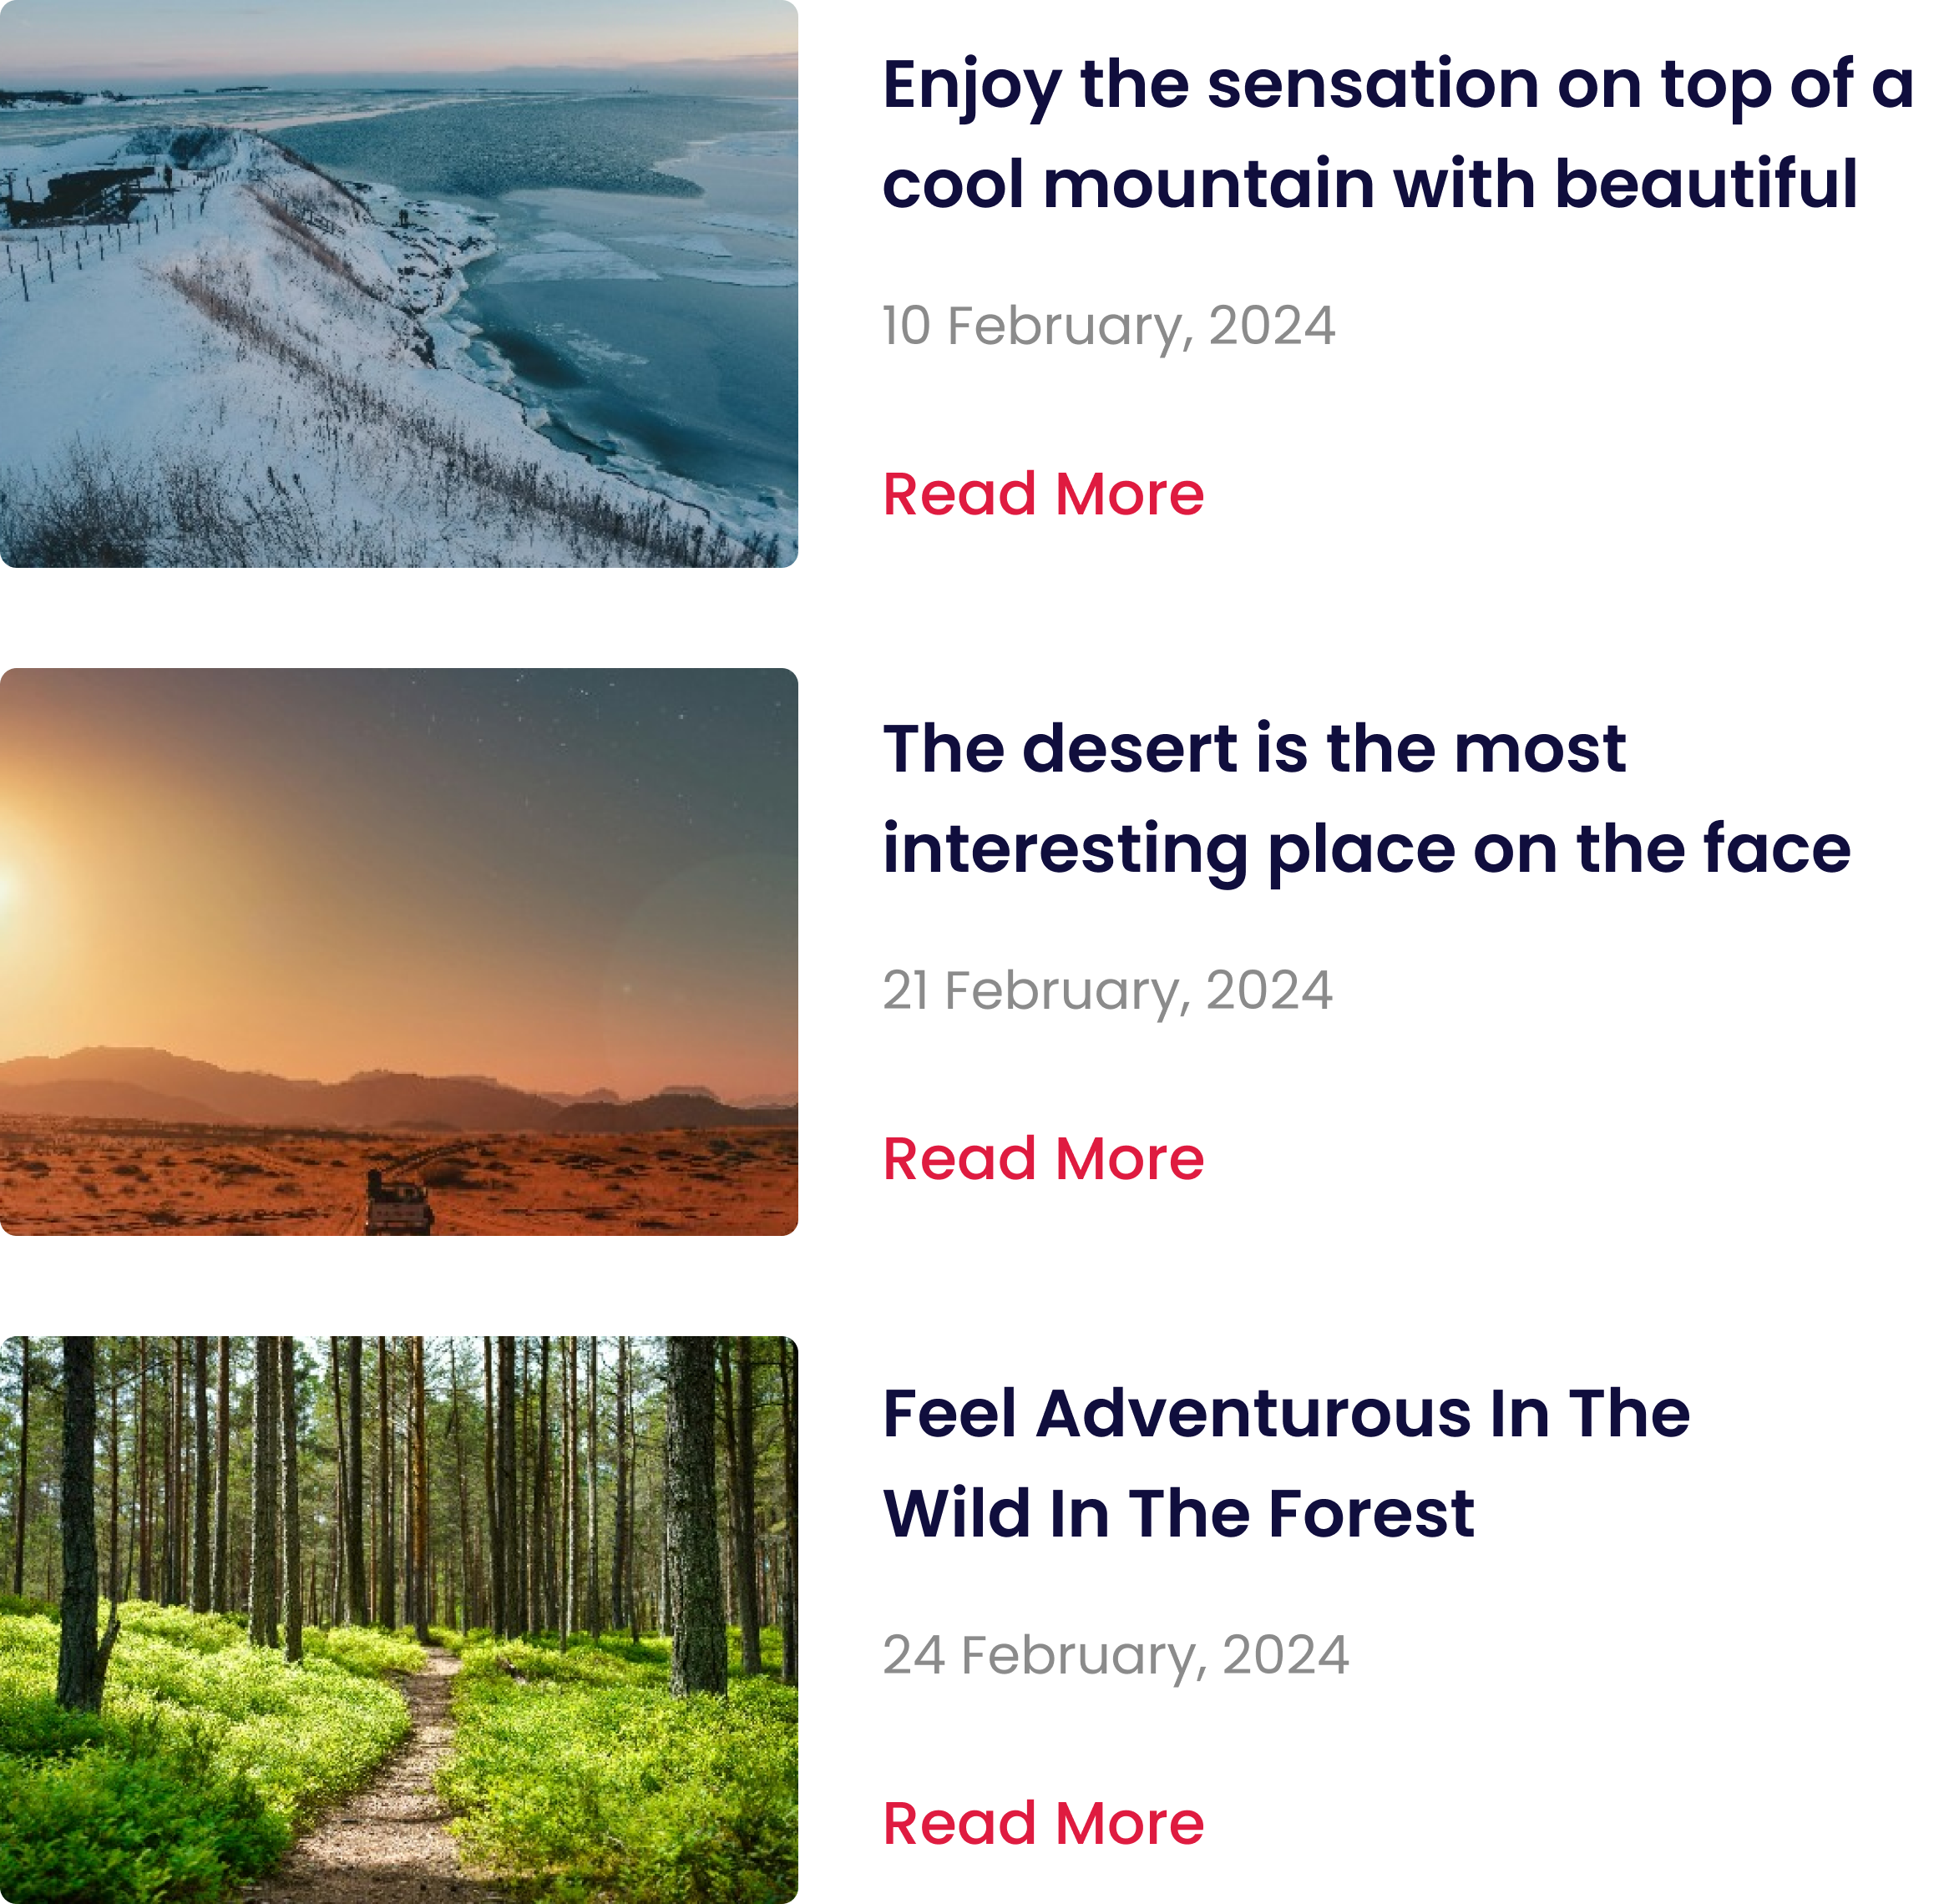 Enjoy the sensation on top of a
cool mountain with beautiful
10 February, 2024
Read More
The desert is the most
interesting place on the face
21 February, 2024
Read More
Feel Adventurous In The
Wild In The Forest
24 February, 2024
Read More